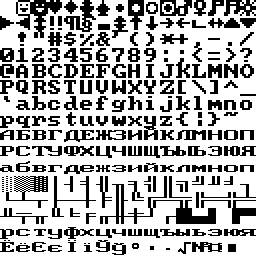 ☺☻♥♦♣♠•◘○◙♂♀♪♫☼
►◄↕‼¶§▬↨↑↓→←∟↔▲▼
!"#$%&'()*+,-./
0123456789:;<=>?
@ABCDEFGHIJKLMNO
PQRSTUVWXYZ[\]^_
`abcdefghijklmno
pqrstuvwxyz{|}~
АБВГДЕЖЗИЙКЛМНОП
РСТУФХЦЧШЩЪЫЬЭЮЯ
абвгдежзийклмноп
░▒▓│┤╡╢╖╕╣║╗╝╜╛┐
└┴┬├─┼╞╟╚╔╩╦╠═╬╧
╨╤╥╙╘╒╓╫╪┘┌█▄▌▐▀
рстуфхцчшщъыьэюя
ЁёЄєЇїЎў°∙·√№¤■